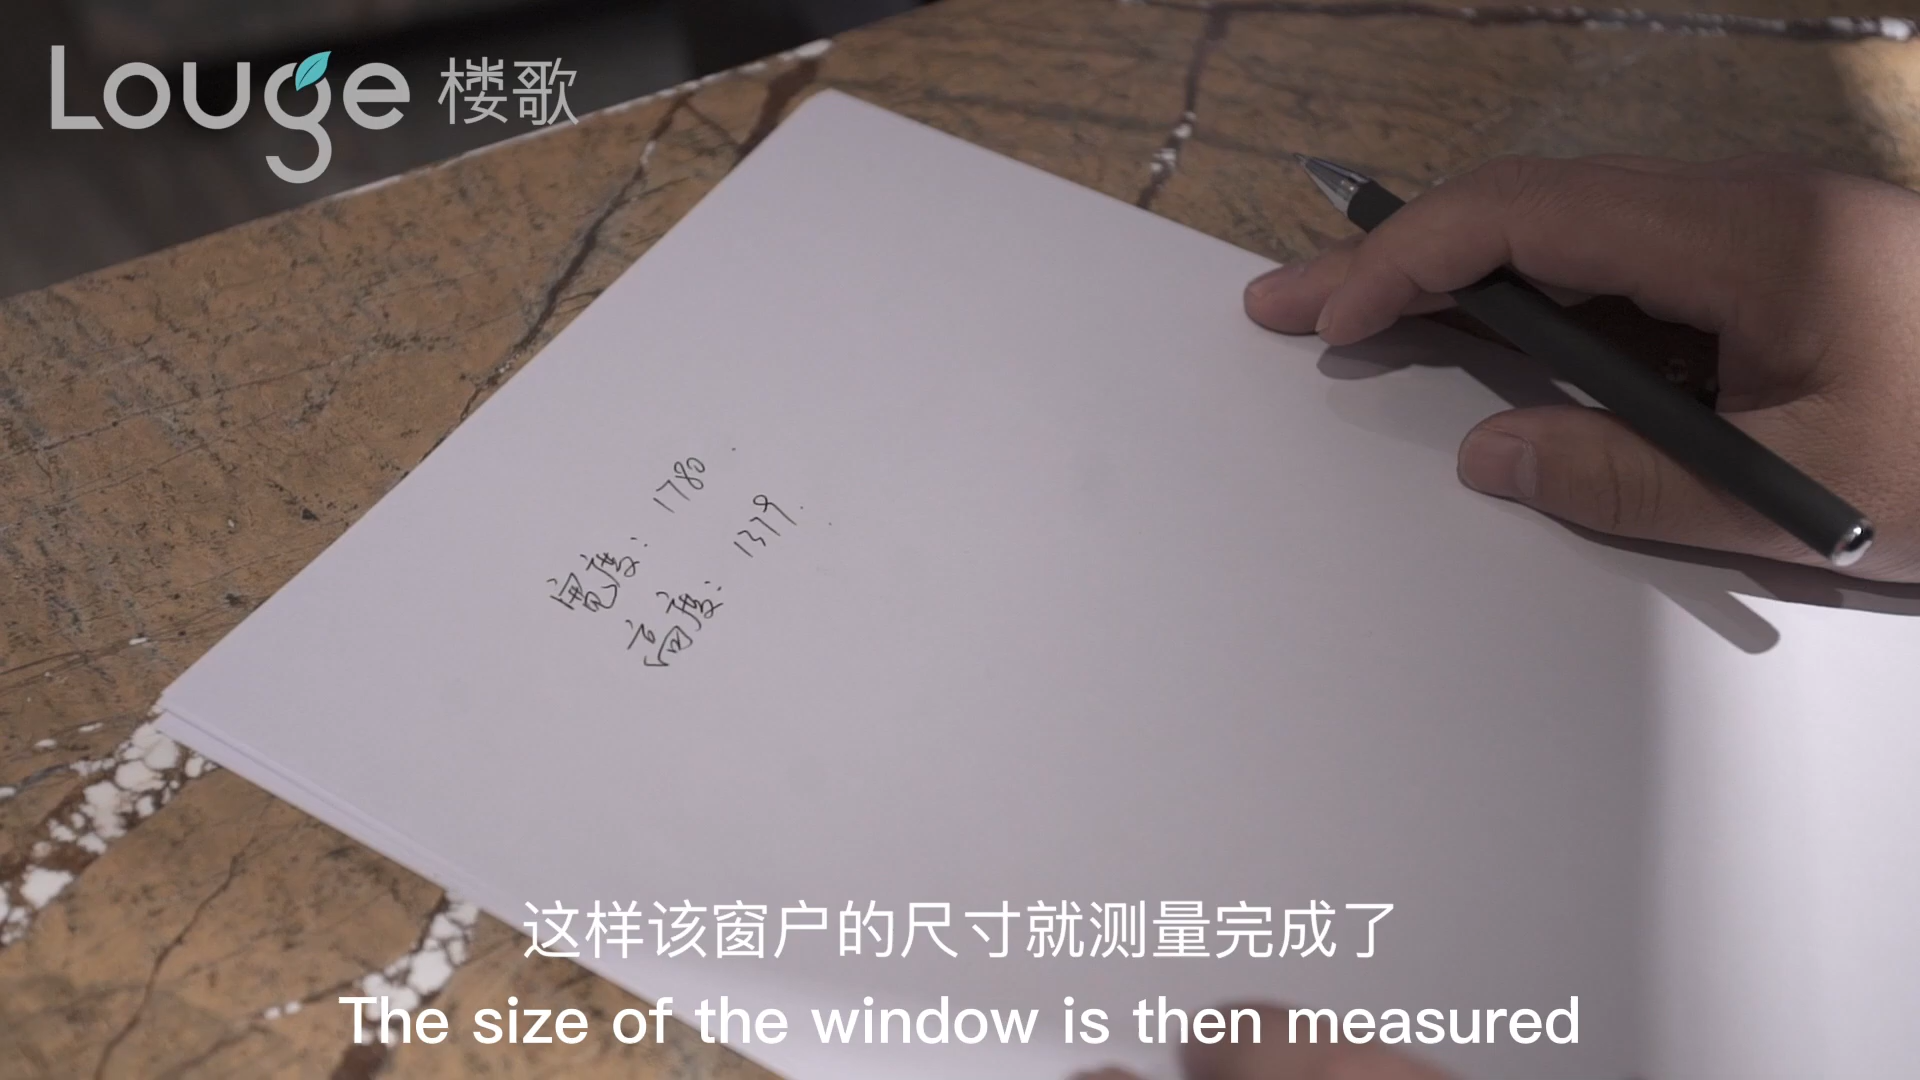 Louge 楼歌
宽度：1780
高度：1379
这样该窗户的尺寸就测量完成了
The size of the window is then measured